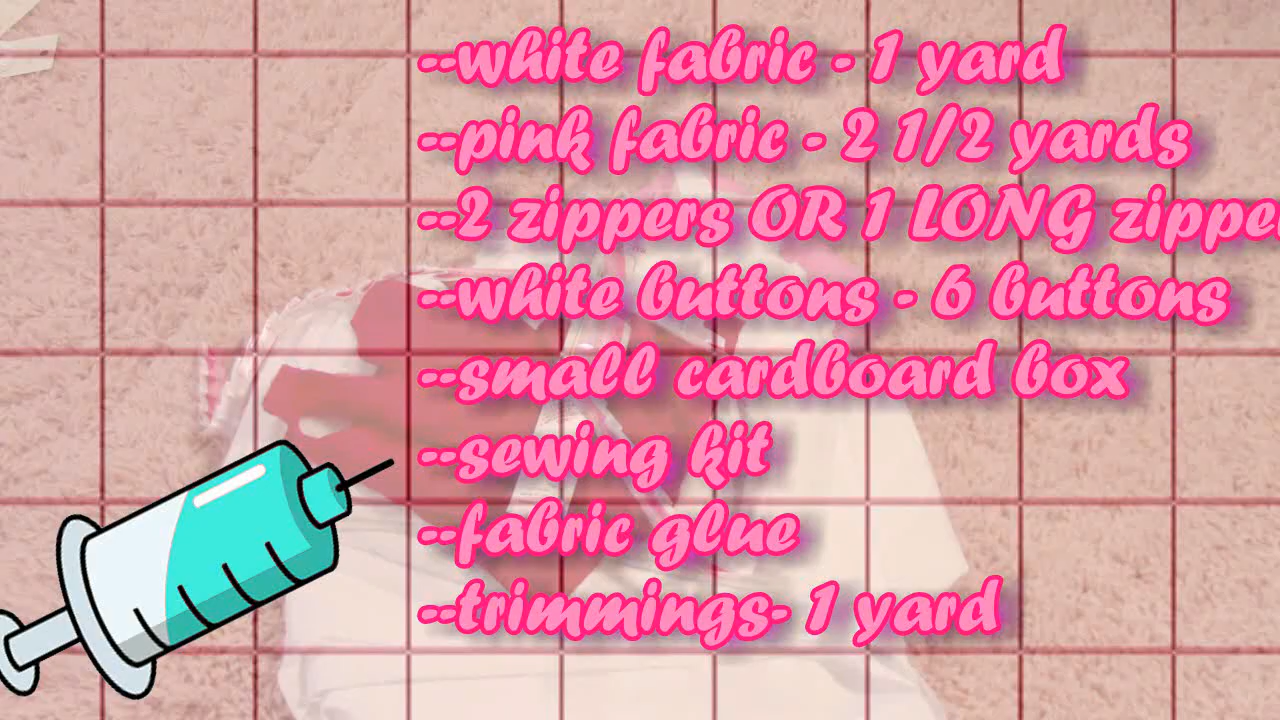 --white fabric - 1 yard
--pink fabric - 2 1/2 yards
--2 zippers OR 1 LONG zippe
--white buttons - 6 buttons
--small cardboard box
--sewing kit
--fabric glue
--trimmings- 1 yard